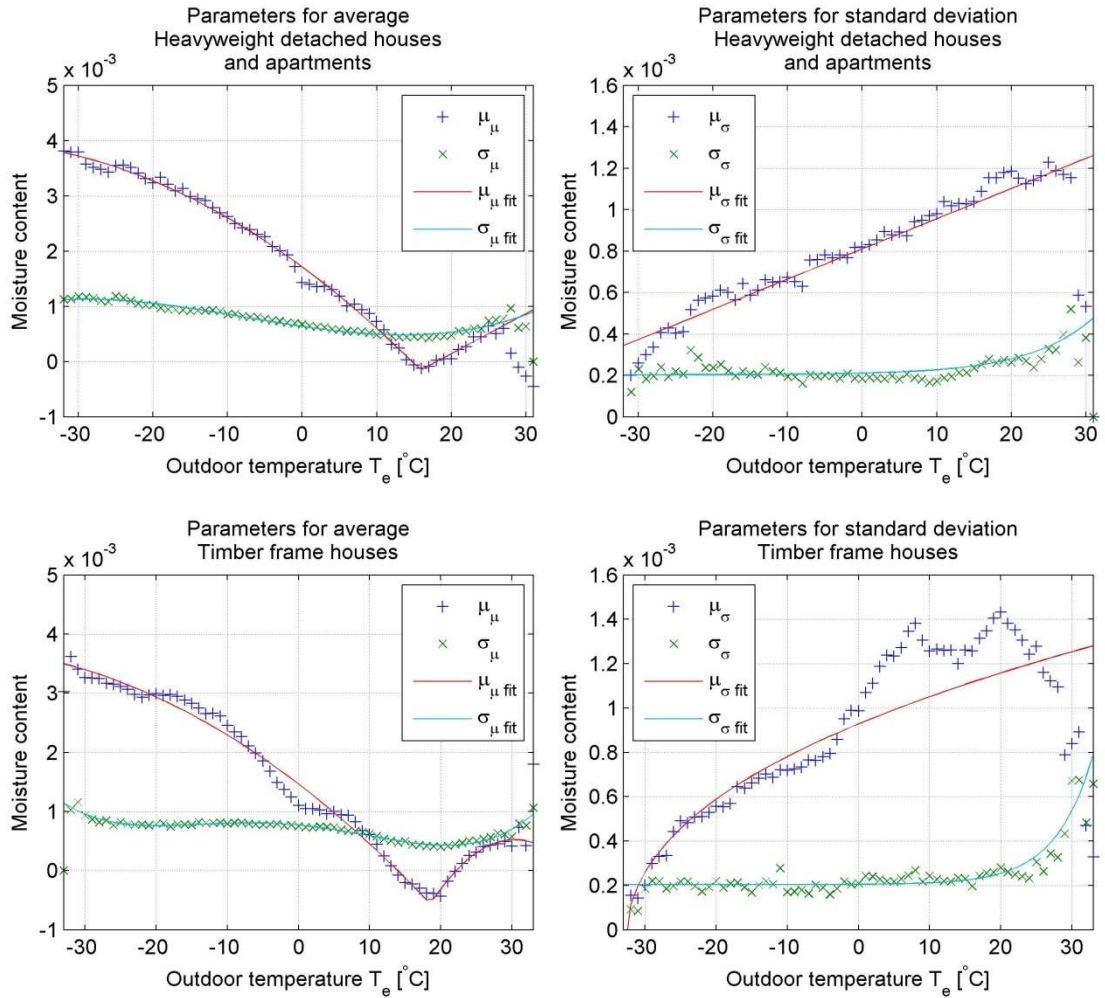 Parameters for average
Heavyweight detached houses
and apartments
x 10⁻³
5
4
3
2
1
0
-1
-30 -20 -10 0 10 20 30
Moisture content
Outdoor temperature Tₑ [°C]
μ_μ
σ_μ
μ_μ fit
σ_μ fit
Parameters for standard deviation
Heavyweight detached houses
and apartments
x 10⁻³
1.6
1.4
1.2
1
0.8
0.6
0.4
0.2
0
-30 -20 -10 0 10 20 30
Moisture content
Outdoor temperature Tₑ [°C]
μ_σ
σ_σ
μ_σ fit
σ_σ fit
Parameters for average
Timber frame houses
x 10⁻³
5
4
3
2
1
0
-1
-30 -20 -10 0 10 20 30
Moisture content
Outdoor temperature Tₑ [°C]
μ_μ
σ_μ
μ_μ fit
σ_μ fit
Parameters for standard deviation
Timber frame houses
x 10⁻³
1.6
1.4
1.2
1
0.8
0.6
0.4
0.2
0
-30 -20 -10 0 10 20 30
Moisture content
Outdoor temperature Tₑ [°C]
μ_σ
σ_σ
μ_σ fit
σ_σ fit